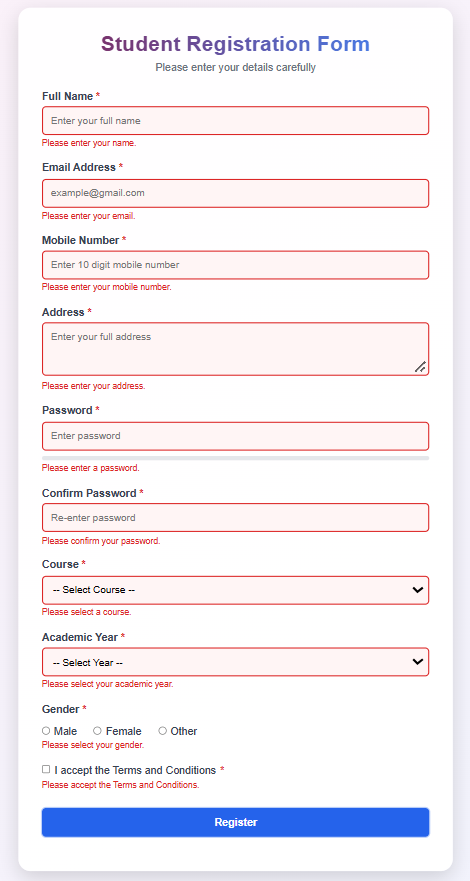 Student Registration Form
Please enter your details carefully
Full Name *
Enter your full name
Please enter your name.
Email Address *
example@gmail.com
Please enter your email.
Mobile Number *
Enter 10 digit mobile number
Please enter your mobile number.
Address *
Enter your full address
Please enter your address.
Password *
Enter password
Please enter a password.
Confirm Password *
Re-enter password
Please confirm your password.
Course *
-- Select Course --
Please select a course.
Academic Year *
-- Select Year --
Please select your academic year.
Gender *
Male Female Other
Please select your gender.
I accept the Terms and Conditions *
Please accept the Terms and Conditions.
Register